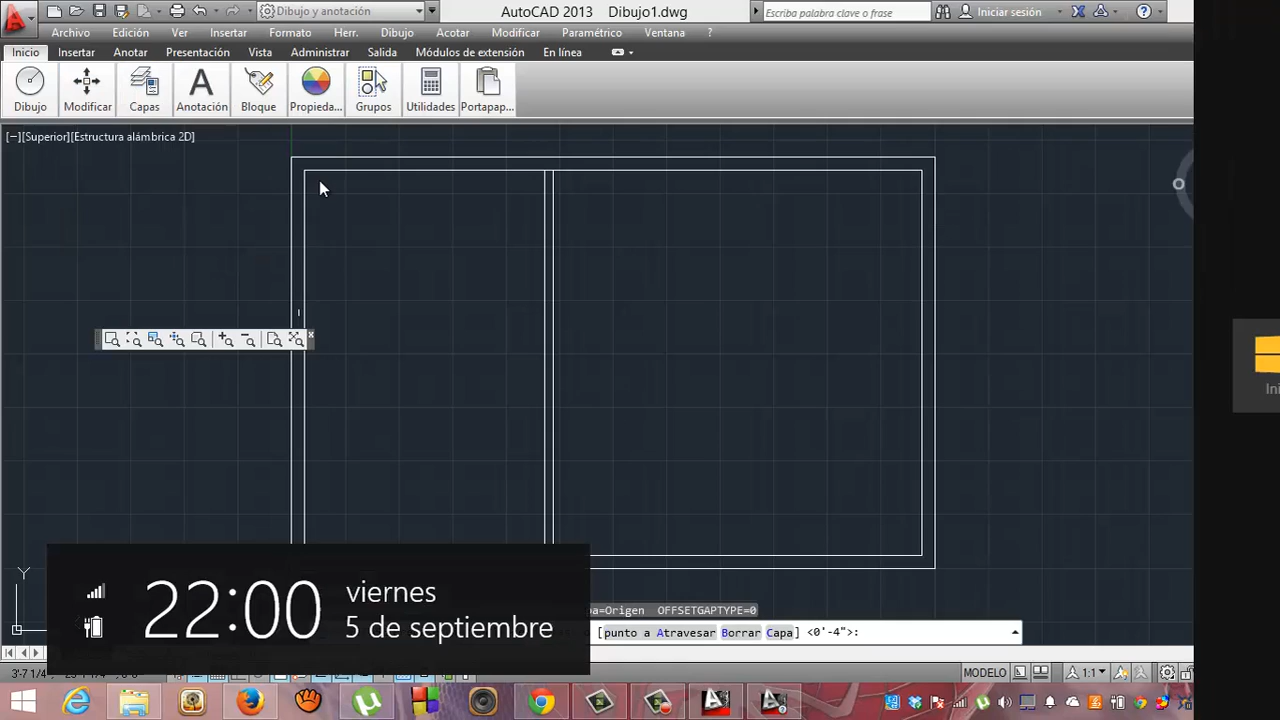 Dibujo y anotación
AutoCAD 2013 Dibujo1.dwg
Escriba palabra clave o frase
Iniciar sesión
Archivo Edición Ver Insertar Formato Herr. Dibujo Acotar Modificar Paramétrico Ventana ?
Inicio Insertar Anotar Presentación Vista Administrar Salida Módulos de extensión En línea
Dibujo Modificar Capas Anotación Bloque Propieda... Grupos Utilidades Portapap...
[−][Superior][Estructura alámbrica 2D]
Ini
Y
22:00 viernes
5 de septiembre
pa=Origen OFFSETGAPTYPE=0
[punto a Atravesar Borrar Capa] <0'-4">:
MODELO
1:1